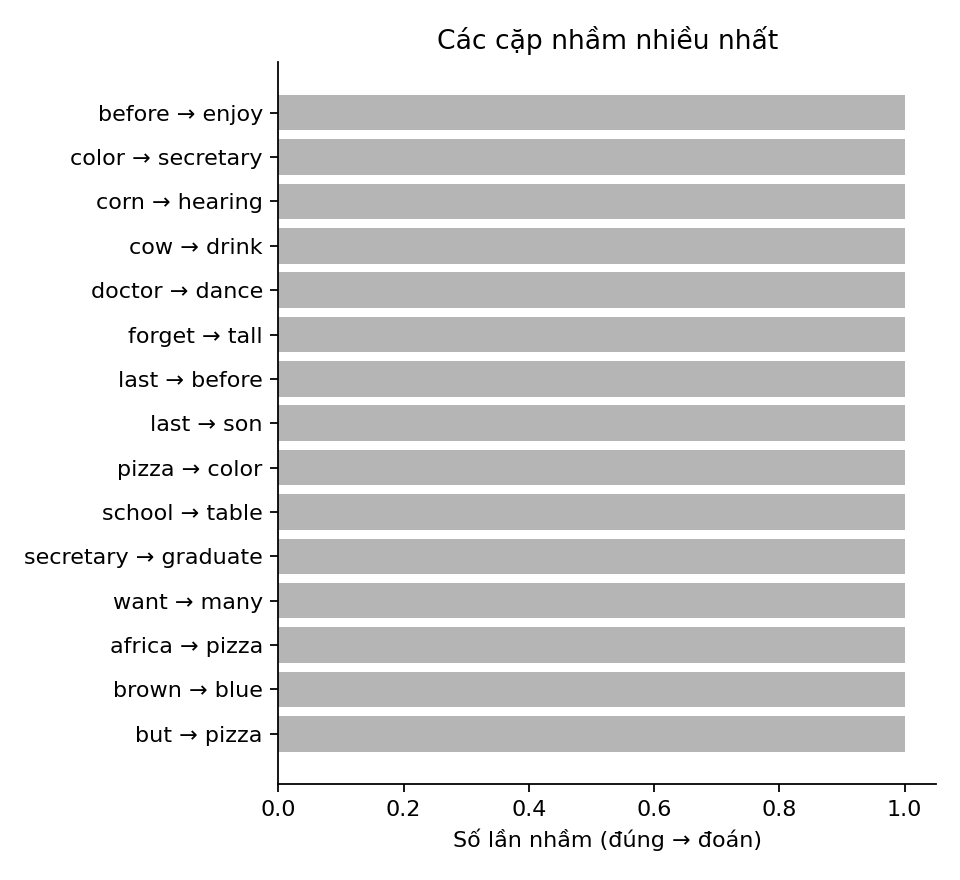 Các cặp nhầm nhiều nhất
before → enjoy
color → secretary
corn → hearing
cow → drink
doctor → dance
forget → tall
last → before
last → son
pizza → color
school → table
secretary → graduate
want → many
africa → pizza
brown → blue
but → pizza
0.0 0.2 0.4 0.6 0.8 1.0
Số lần nhầm (đúng → đoán)